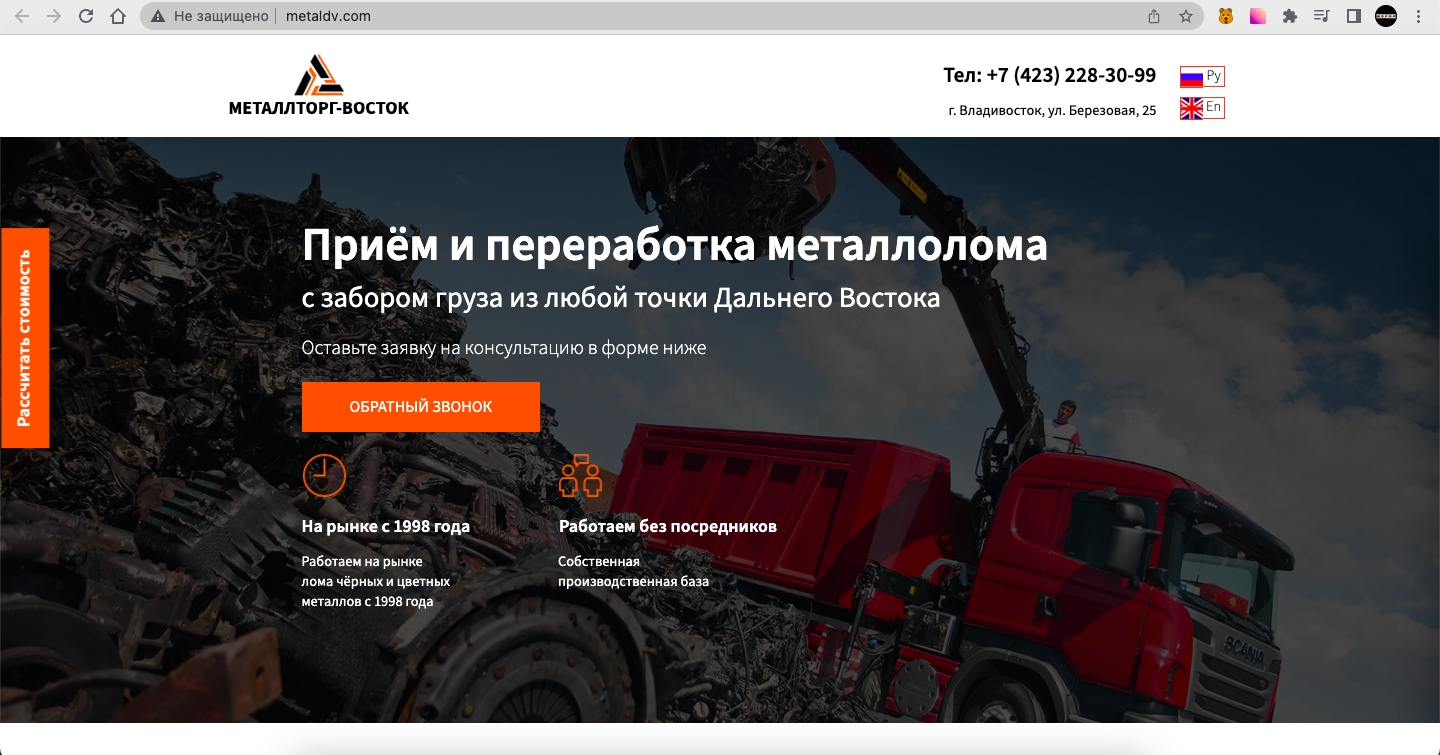 Не защищено
metaldv.com
МЕТАЛЛТОРГ-ВОСТОК
Тел: +7 (423) 228-30-99
г. Владивосток, ул. Березовая, 25
Ру
En
Рассчитать стоимость
Приём и переработка металлолома
с забором груза из любой точки Дальнего Востока
Оставьте заявку на консультацию в форме ниже
ОБРАТНЫЙ ЗВОНОК
На рынке с 1998 года
Работаем на рынке
лома чёрных и цветных
металлов с 1998 года
Работаем без посредников
Собственная
производственная база
SCANIA